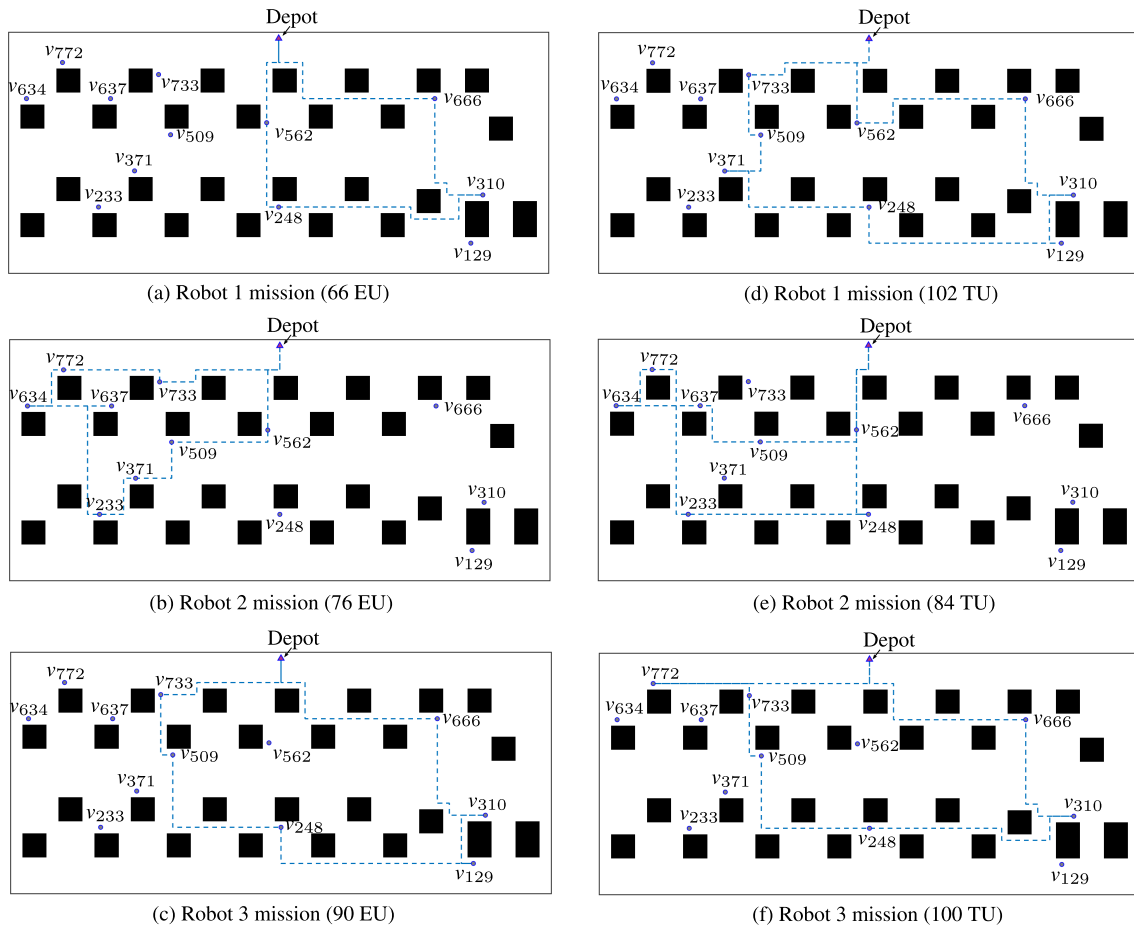 Depot
v772
v733
v634
v637
v666
v562
v509
v371
v310
v233
v248
v129
(a) Robot 1 mission (66 EU)
Depot
v772
v733
v634
v637
v666
v562
v509
v371
v310
v233
v248
v129
(d) Robot 1 mission (102 TU)
Depot
v772
v733
v634
v637
v666
v562
v509
v371
v310
v233
v248
v129
(b) Robot 2 mission (76 EU)
Depot
v772
v733
v634
v637
v666
v562
v509
v371
v310
v233
v248
v129
(e) Robot 2 mission (84 TU)
Depot
v772
v733
v634
v637
v666
v562
v509
v371
v310
v233
v248
v129
(c) Robot 3 mission (90 EU)
Depot
v772
v733
v634
v637
v666
v562
v509
v371
v310
v233
v248
v129
(f) Robot 3 mission (100 TU)